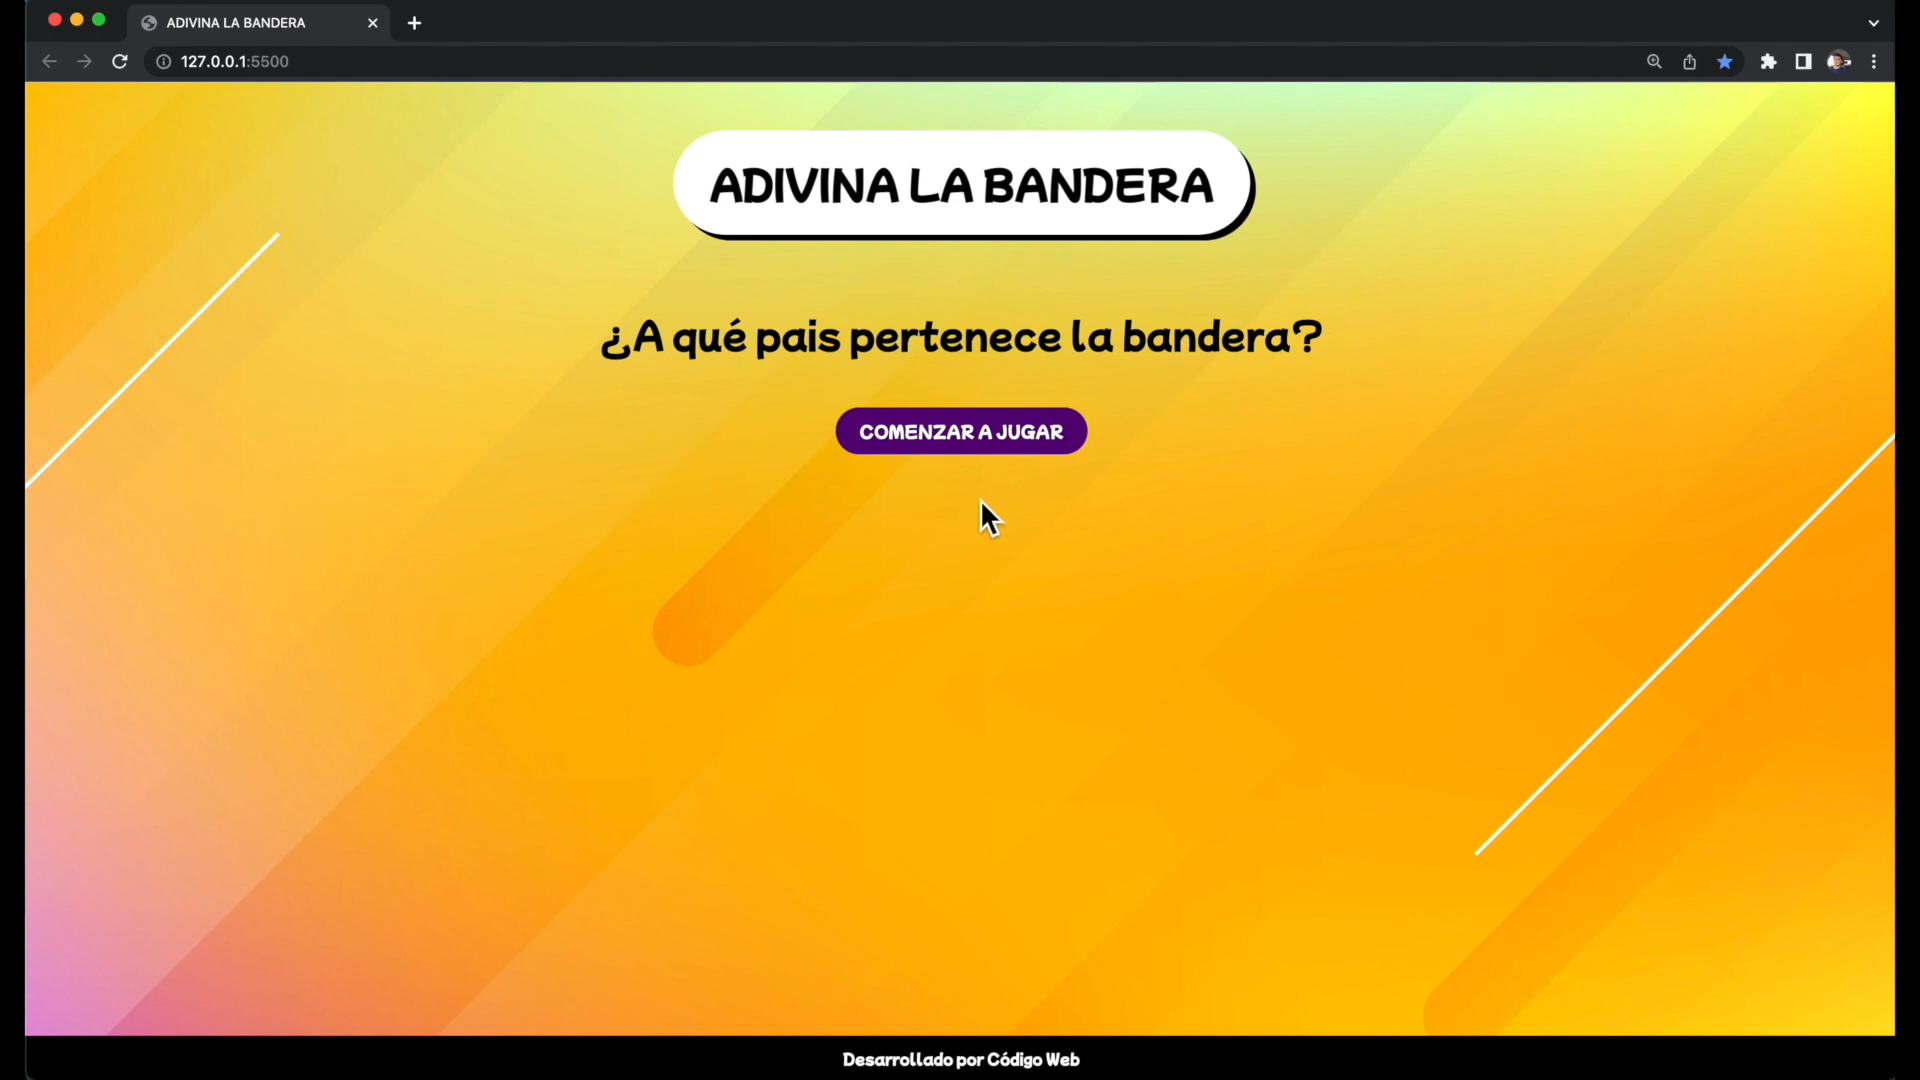 ADIVINA LA BANDERA
127.0.0.1:5500
ADIVINA LA BANDERA
¿A qué pais pertenece la bandera?
COMENZAR A JUGAR
Desarrollado por Código Web